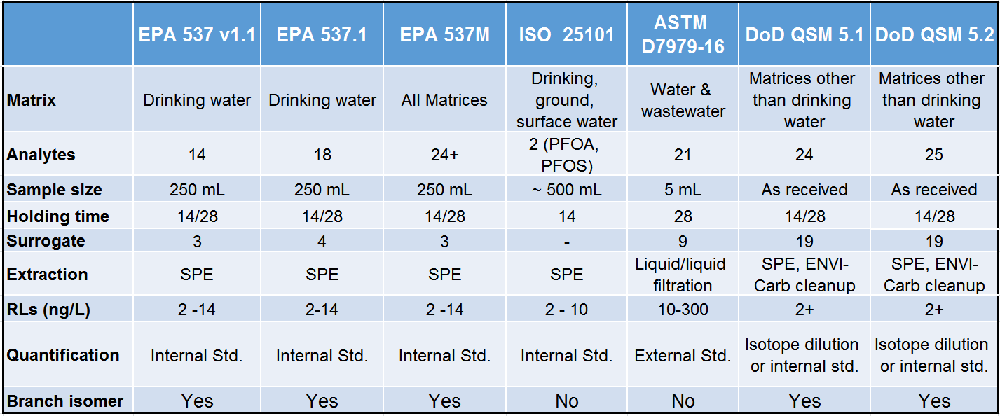 EPA 537 v1.1 EPA 537.1 EPA 537M ISO 25101 ASTM D7979-16 DoD QSM 5.1 DoD QSM 5.2
Matrix Drinking water Drinking water All Matrices Drinking, ground, surface water Water & wastewater Matrices other than drinking water Matrices other than drinking water
Analytes 14 18 24+ 2 (PFOA, PFOS) 21 24 25
Sample size 250 mL 250 mL 250 mL ~ 500 mL 5 mL As received As received
Holding time 14/28 14/28 14/28 14 28 14/28 14/28
Surrogate 3 4 3 - 9 19 19
Extraction SPE SPE SPE SPE Liquid/liquid filtration SPE, ENVI-Carb cleanup SPE, ENVI-Carb cleanup
RLs (ng/L) 2 -14 2-14 2 -14 2 - 10 10-300 2+ 2+
Quantification Internal Std. Internal Std. Internal Std. Internal Std. External Std. Isotope dilution or internal std. Isotope dilution or internal std.
Branch isomer Yes Yes Yes No No Yes Yes